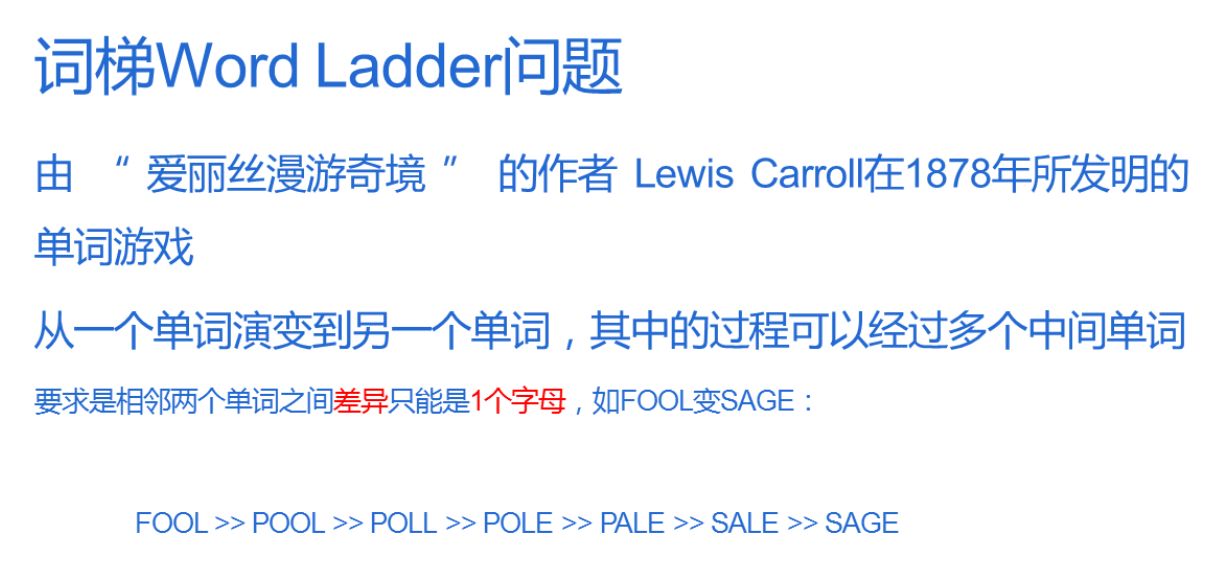 词梯Word Ladder问题
由 “ 爱丽丝漫游奇境 ” 的作者 Lewis Carroll在1878年所发明的
单词游戏
从一个单词演变到另一个单词，其中的过程可以经过多个中间单词
要求是相邻两个单词之间差异只能是1个字母，如FOOL变SAGE：
FOOL >> POOL >> POLL >> POLE >> PALE >> SALE >> SAGE